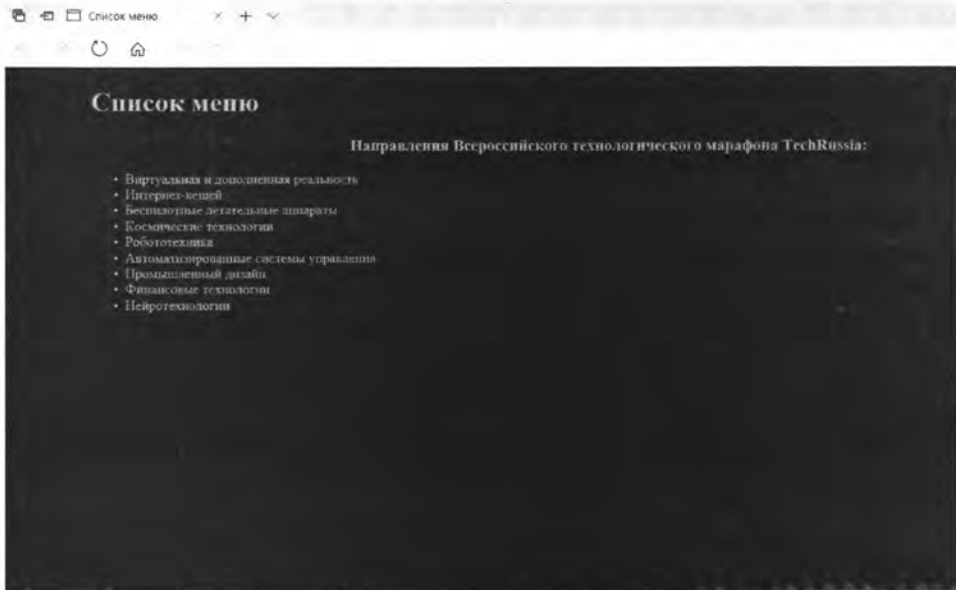 Список меню
Список меню
Направления Всероссийского технологического марафона TechRussia:
• Виртуальная и дополненная реальность
• Интернет-вещей
• Беспилотные летательные аппараты
• Космические технологии
• Робототехника
• Автоматизированные системы управления
• Промышленный дизайн
• Финансовые технологии
• Нейротехнологии